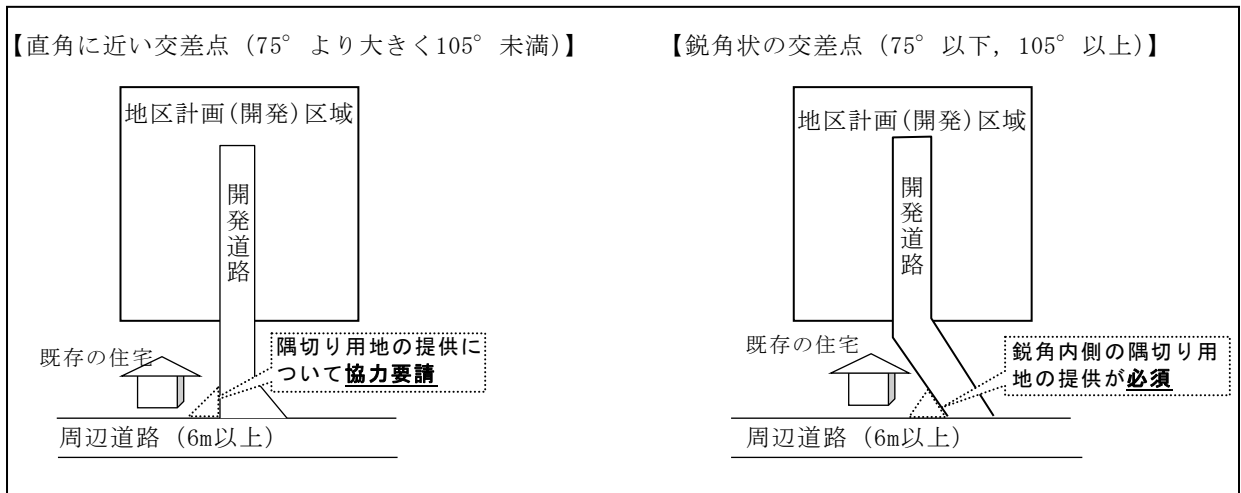 【直角に近い交差点（75°より大きく105°未満）】
地区計画(開発)区域
開発道路
既存の住宅
隅切り用地の提供に
ついて協力要請
周辺道路（6m以上）
【鋭角状の交差点（75°以下，105°以上）】
地区計画(開発)区域
開発道路
既存の住宅
鋭角内側の隅切り用
地の提供が必須
周辺道路（6m以上）